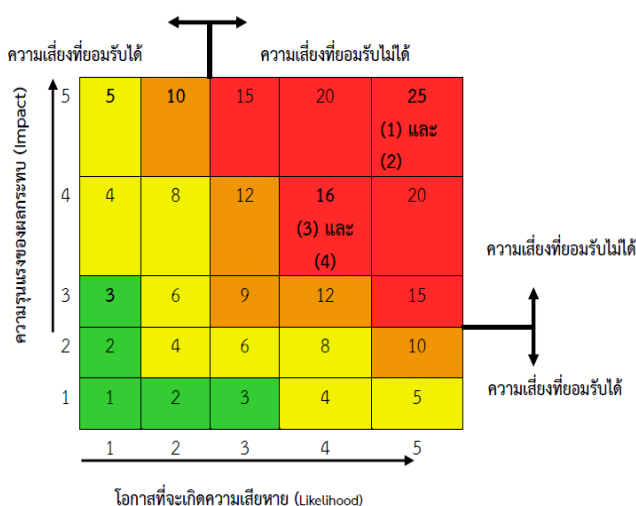 ความเสี่ยงที่ยอมรับได้
ความเสี่ยงที่ยอมรับไม่ได้
ความรุนแรงของผลกระทบ (Impact)
5 5 10 15 20 25
(1) และ
(2)
4 4 8 12 16 20
(3) และ
(4)
ความเสี่ยงที่ยอมรับไม่ได้
3 3 6 9 12 15
2 2 4 6 8 10
ความเสี่ยงที่ยอมรับได้
1 1 2 3 4 5
1 2 3 4 5
โอกาสที่จะเกิดความเสียหาย (Likelihood)